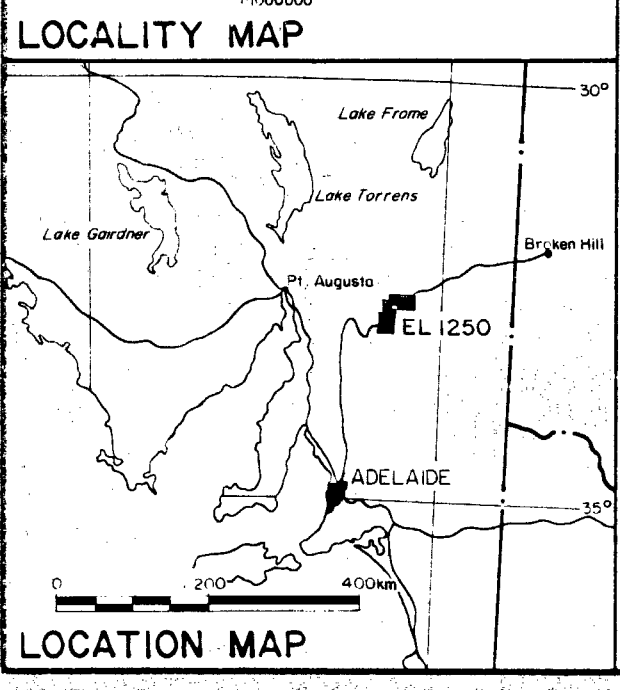 LOCALITY MAP
30°
Lake Frome
Lake Torrens
Lake Gairdner
Broken Hill
Pt. Augusta
EL 1250
ADELAIDE
35°
0 200 400km
LOCATION MAP